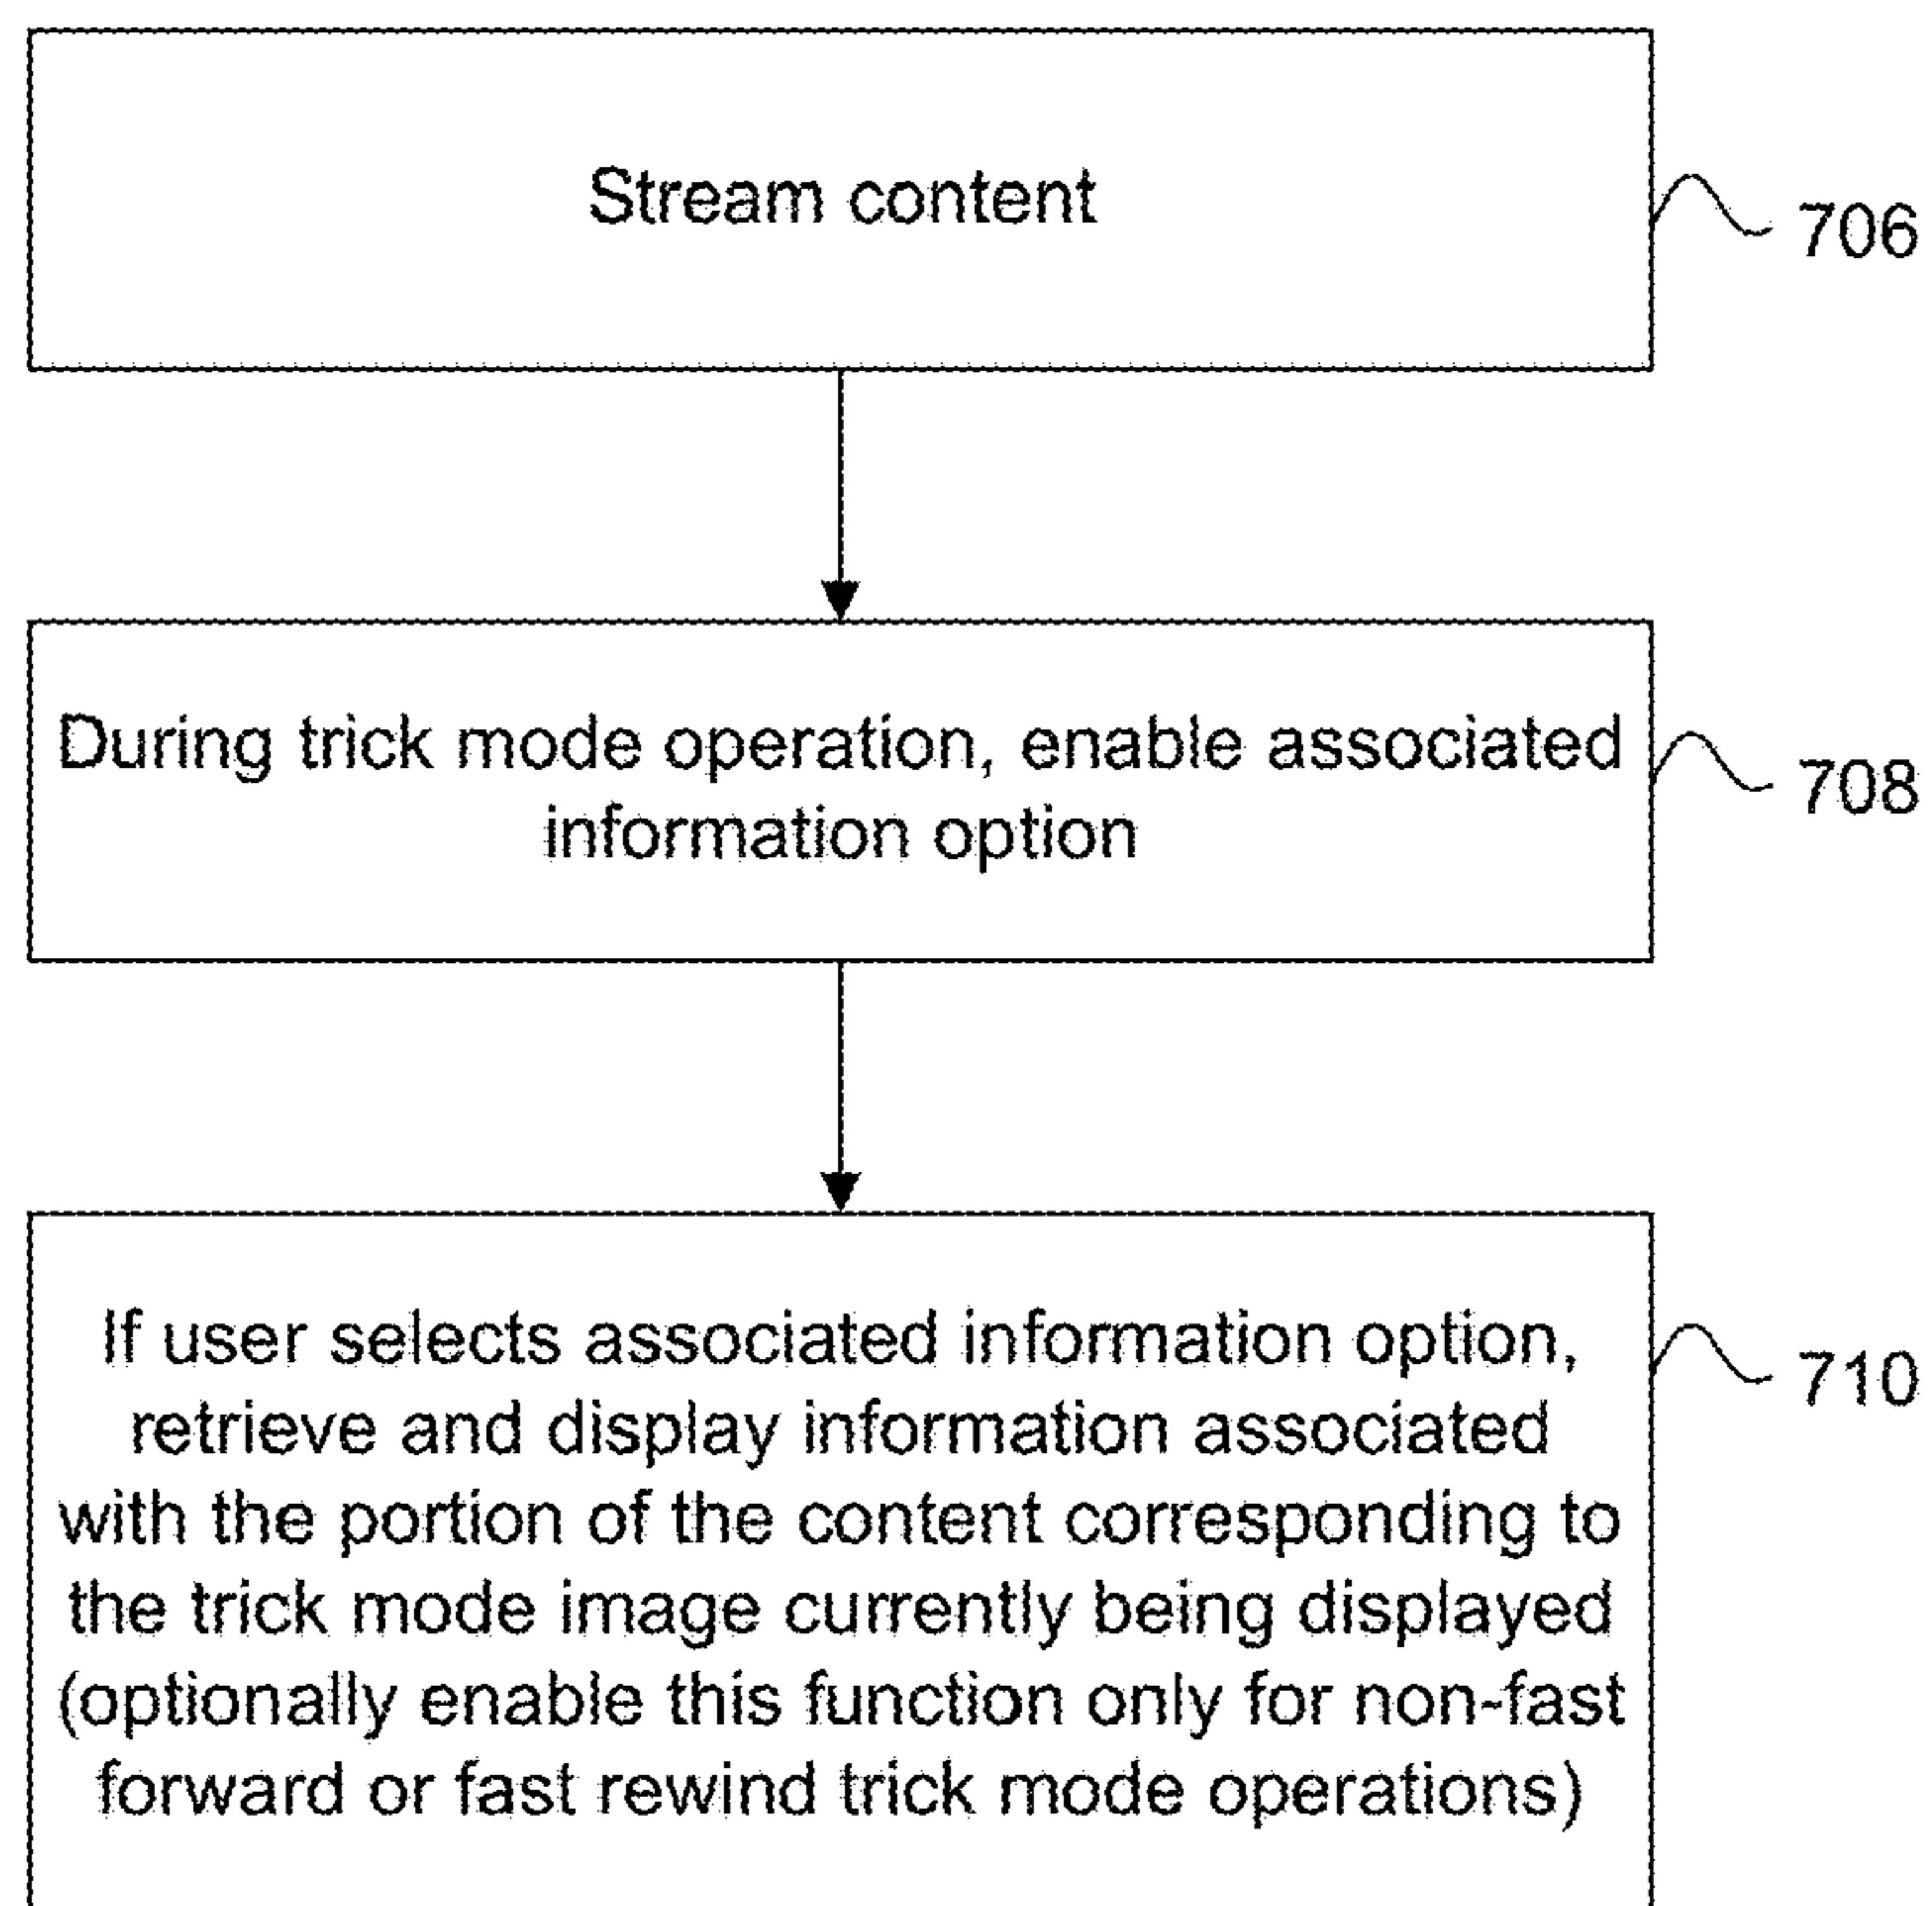 Stream content
706
During trick mode operation, enable associated
information option
708
If user selects associated information option,
retrieve and display information associated
with the portion of the content corresponding to
the trick mode image currently being displayed
(optionally enable this function only for non-fast
forward or fast rewind trick mode operations)
710